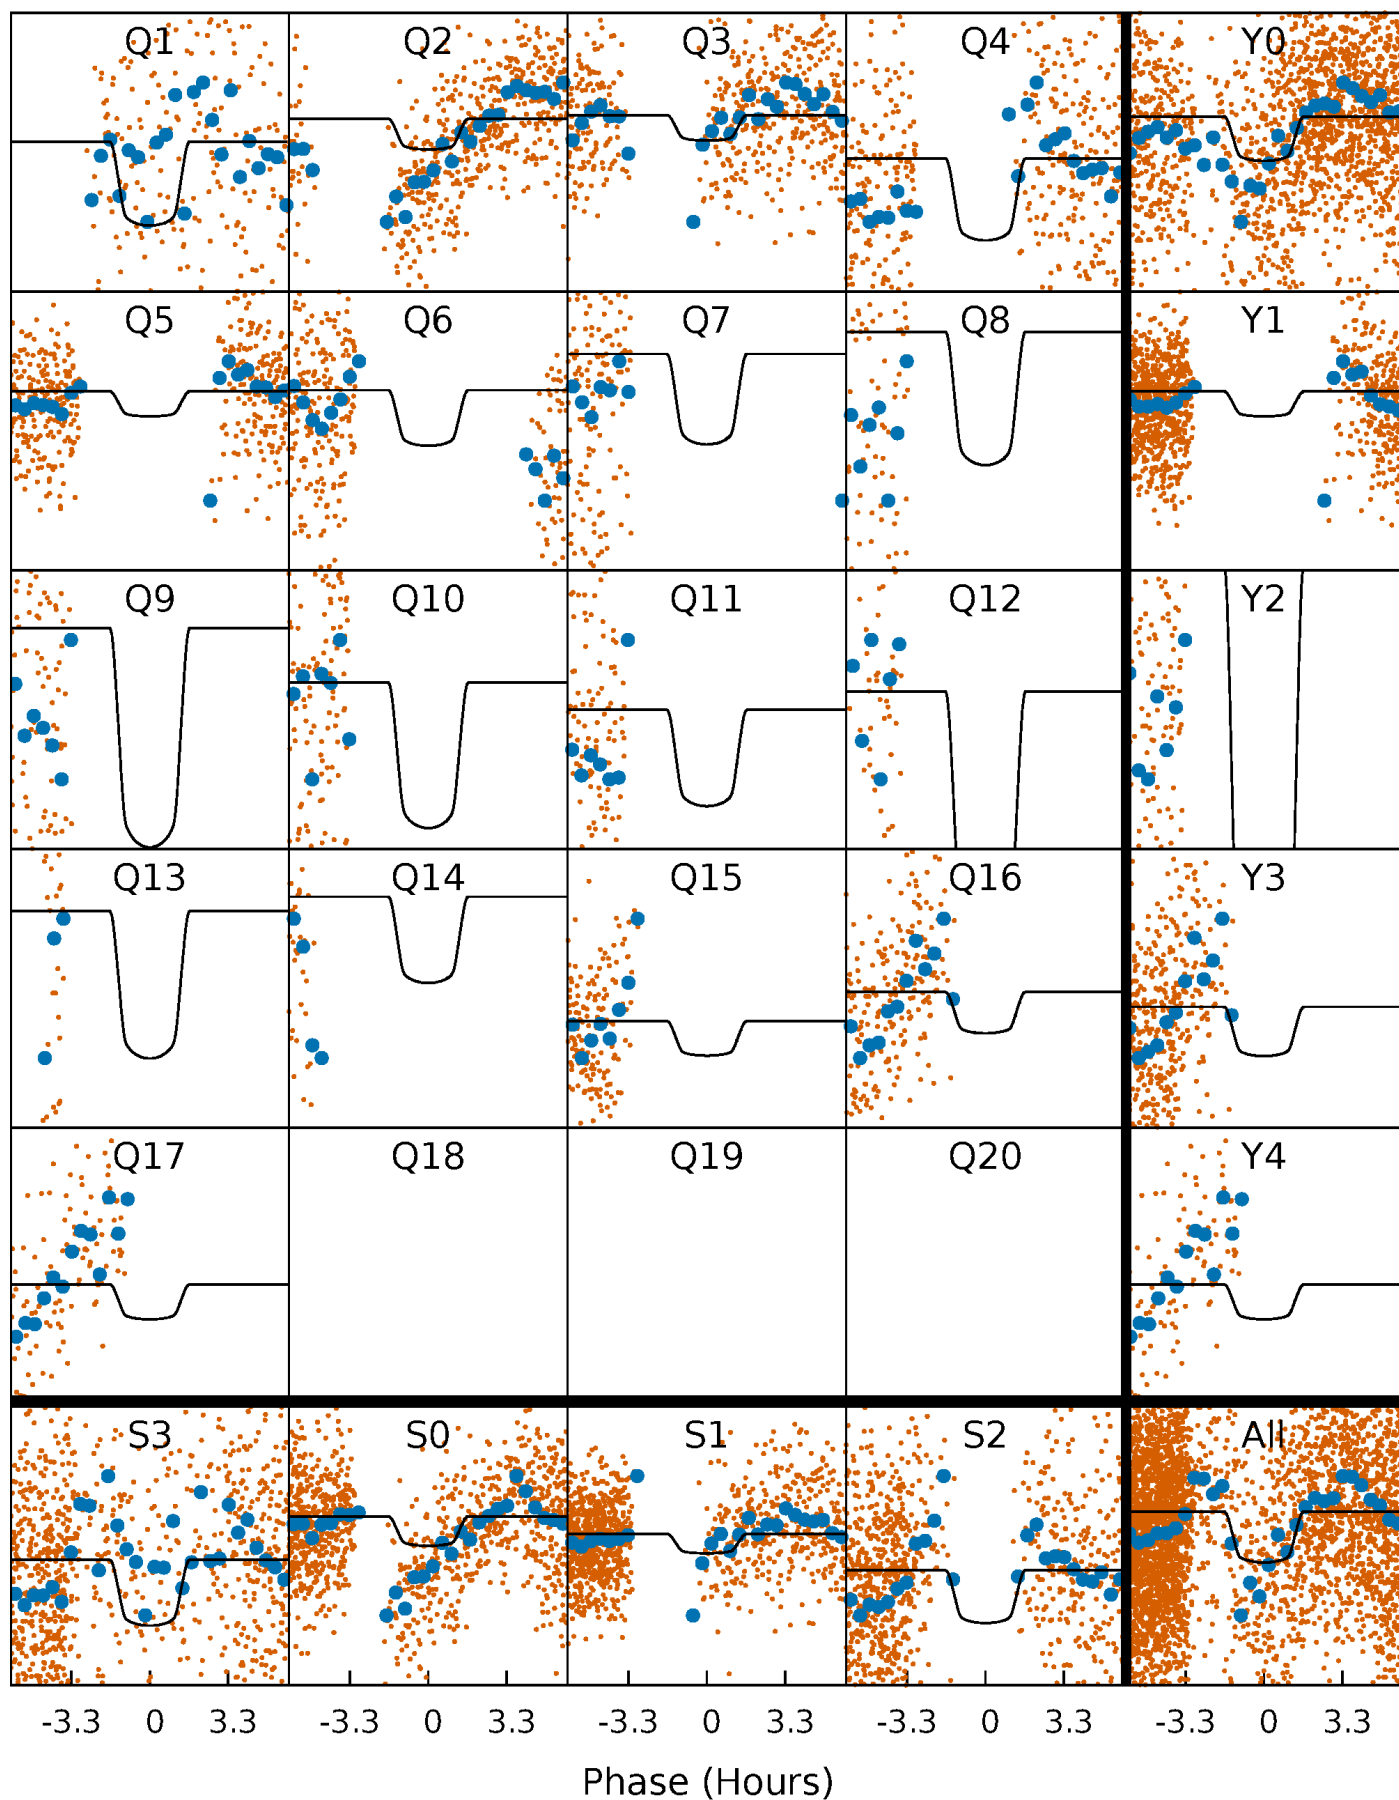 Q1 Q2 Q3 Q4 Y0
Q5 Q6 Q7 Q8 Y1
Q9 Q10 Q11 Q12 Y2
Q13 Q14 Q15 Q16 Y3
Q17 Q18 Q19 Q20 Y4
S3 S0 S1 S2 All
-3.3 0 3.3 -3.3 0 3.3 -3.3 0 3.3 -3.3 0 3.3 -3.3 0 3.3
Phase (Hours)